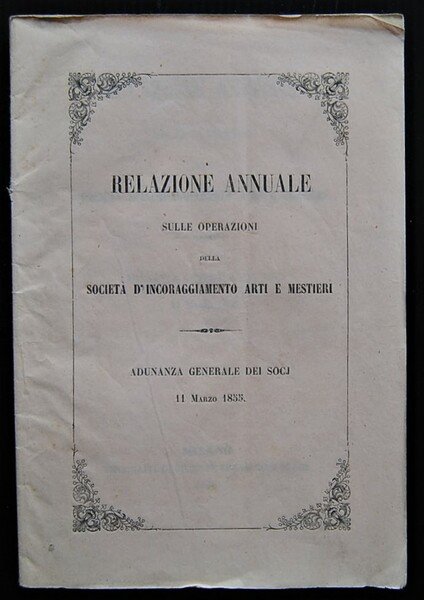 RELAZIONE ANNUALE
SULLE OPERAZIONI
DELLA
SOCIETÀ D'INCORAGGIAMENTO ARTI E MESTIERI
ADUNANZA GENERALE DEI SOCJ
11 MARZO 1855.